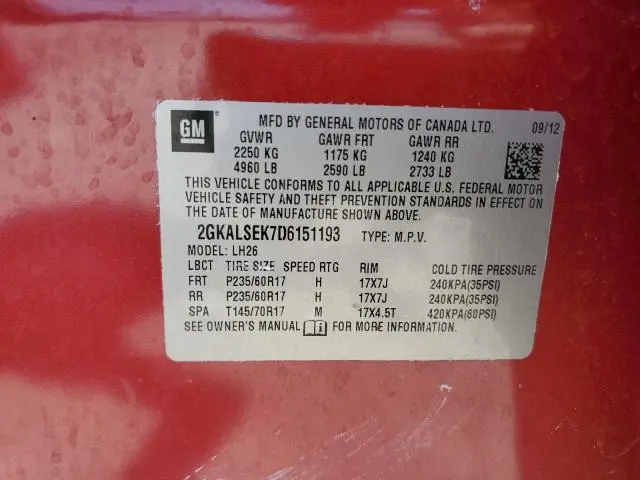 GM
MFD BY GENERAL MOTORS OF CANADA LTD. 09/12
GVWR GAWR FRT GAWR RR
2250 KG 1175 KG 1240 KG
4960 LB 2590 LB 2733 LB
THIS VEHICLE CONFORMS TO ALL APPLICABLE U.S. FEDERAL MOTOR
VEHICLE SAFETY AND THEFT PREVENTION STANDARDS IN EFFECT ON
THE DATE OF MANUFACTURE SHOWN ABOVE.
2GKALSEK7D6151193 TYPE: M.P.V.
MODEL: LH26
LBCT TIRE SIZE SPEED RTG RIM COLD TIRE PRESSURE
FRT P235/60R17 H 17X7J 240KPA(35PSI)
RR P235/60R17 H 17X7J 240KPA(35PSI)
SPA T145/70R17 M 17X4.5T 420KPA(60PSI)
SEE OWNER'S MANUAL FOR MORE INFORMATION